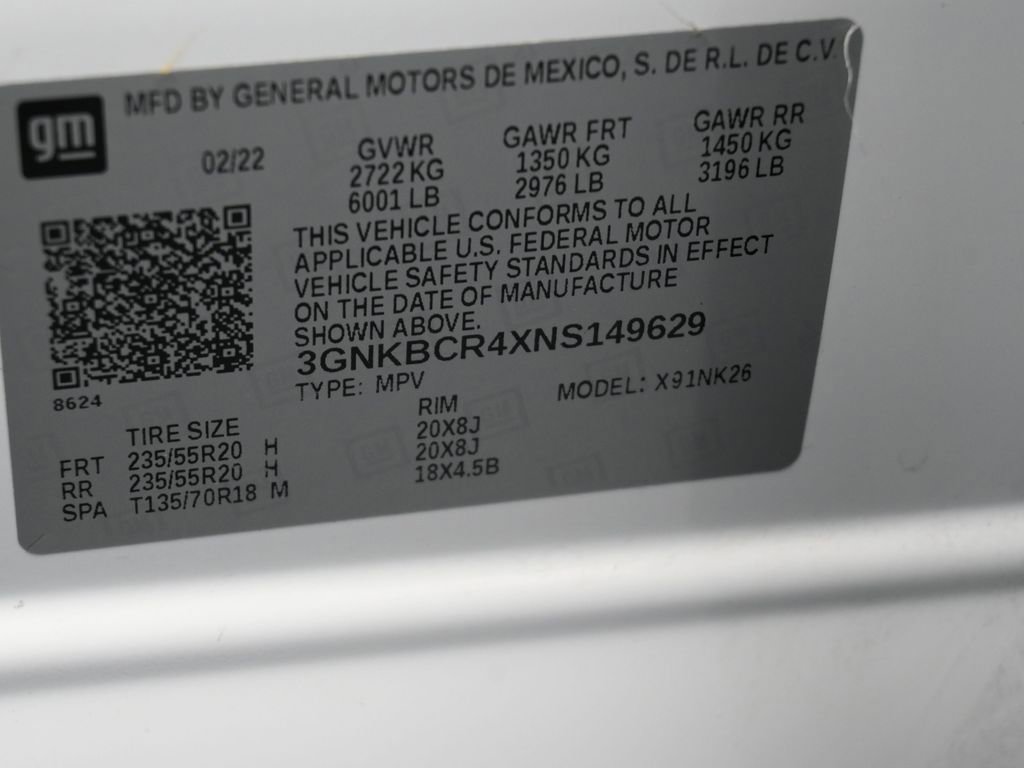 gm MFD BY GENERAL MOTORS DE MEXICO, S. DE R.L. DE C.V.
02/22 GVWR GAWR FRT GAWR RR
2722 KG 1350 KG 1450 KG
6001 LB 2976 LB 3196 LB
THIS VEHICLE CONFORMS TO ALL
APPLICABLE U.S. FEDERAL MOTOR
VEHICLE SAFETY STANDARDS IN EFFECT
ON THE DATE OF MANUFACTURE
SHOWN ABOVE.
3GNKBCR4XNS149629
TYPE: MPV MODEL: X91NK26
8624
TIRE SIZE RIM
FRT 235/55R20 H 20X8J
RR 235/55R20 H 20X8J
SPA T135/70R18 M 18X4.5B